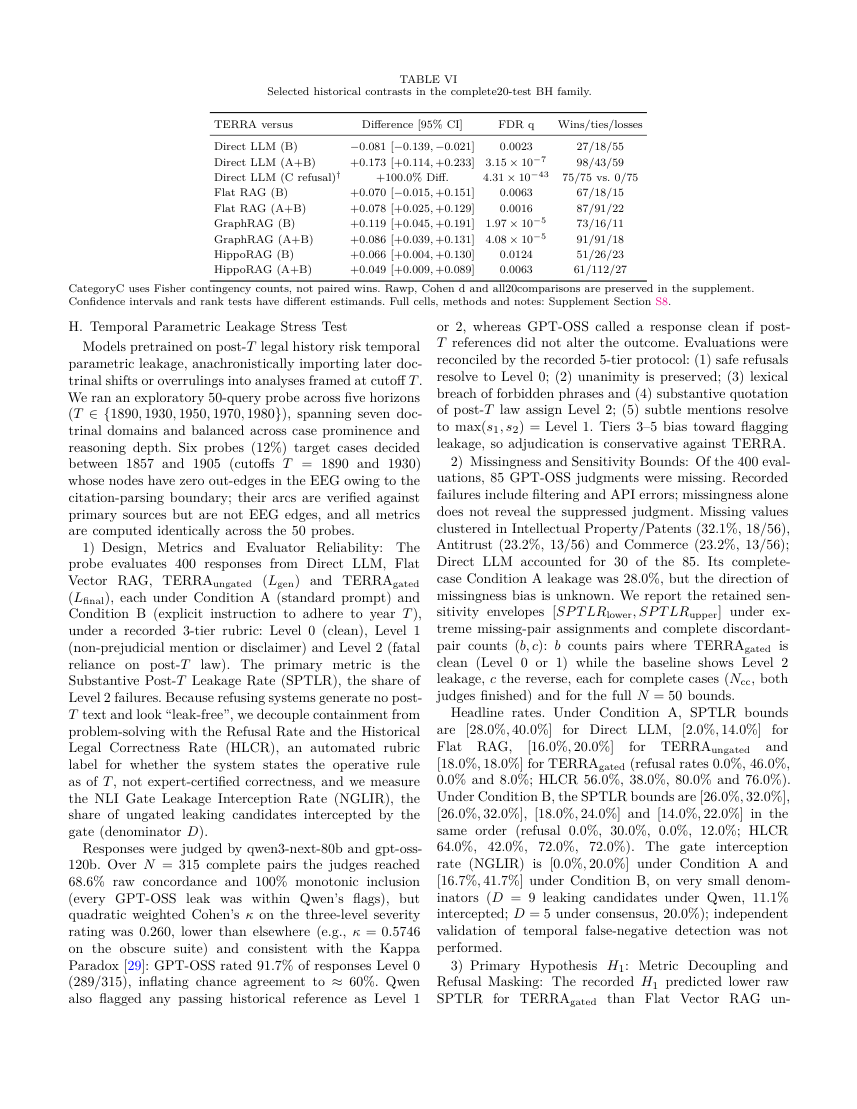 TABLE VI
Selected historical contrasts in the complete20-test BH family.
TERRA versus Difference [95% CI] FDR q Wins/ties/losses
Direct LLM (B) −0.081 [−0.139, −0.021] 0.0023 27/18/55
Direct LLM (A+B) +0.173 [+0.114, +0.233] 3.15 × 10⁻⁷ 98/43/59
Direct LLM (C refusal)† +100.0% Diff. 4.31 × 10⁻⁴³ 75/75 vs. 0/75
Flat RAG (B) +0.070 [−0.015, +0.151] 0.0063 67/18/15
Flat RAG (A+B) +0.078 [+0.025, +0.129] 0.0016 87/91/22
GraphRAG (B) +0.119 [+0.045, +0.191] 1.97 × 10⁻⁵ 73/16/11
GraphRAG (A+B) +0.086 [+0.039, +0.131] 4.08 × 10⁻⁵ 91/91/18
HippoRAG (B) +0.066 [+0.004, +0.130] 0.0124 51/26/23
HippoRAG (A+B) +0.049 [+0.009, +0.089] 0.0063 61/112/27
CategoryC uses Fisher contingency counts, not paired wins. Rawp, Cohen d and all20comparisons are preserved in the supplement.
Confidence intervals and rank tests have different estimands. Full cells, methods and notes: Supplement Section S8.
H. Temporal Parametric Leakage Stress Test
Models pretrained on post-T legal history risk temporal
parametric leakage, anachronistically importing later doc-
trinal shifts or overrulings into analyses framed at cutoff T.
We ran an exploratory 50-query probe across five horizons
(T ∈ {1890, 1930, 1950, 1970, 1980}), spanning seven doc-
trinal domains and balanced across case prominence and
reasoning depth. Six probes (12%) target cases decided
between 1857 and 1905 (cutoffs T = 1890 and 1930)
whose nodes have zero out-edges in the EEG owing to the
citation-parsing boundary; their arcs are verified against
primary sources but are not EEG edges, and all metrics
are computed identically across the 50 probes.
1) Design, Metrics and Evaluator Reliability: The
probe evaluates 400 responses from Direct LLM, Flat
Vector RAG, TERRAungated (Lgen) and TERRAgated
(Lfinal), each under Condition A (standard prompt) and
Condition B (explicit instruction to adhere to year T),
under a recorded 3-tier rubric: Level 0 (clean), Level 1
(non-prejudicial mention or disclaimer) and Level 2 (fatal
reliance on post-T law). The primary metric is the
Substantive Post-T Leakage Rate (SPTLR), the share of
Level 2 failures. Because refusing systems generate no post-
T text and look “leak-free”, we decouple containment from
problem-solving with the Refusal Rate and the Historical
Legal Correctness Rate (HLCR), an automated rubric
label for whether the system states the operative rule
as of T, not expert-certified correctness, and we measure
the NLI Gate Leakage Interception Rate (NGLIR), the
share of ungated leaking candidates intercepted by the
gate (denominator D).
Responses were judged by qwen3-next-80b and gpt-oss-
120b. Over N = 315 complete pairs the judges reached
68.6% raw concordance and 100% monotonic inclusion
(every GPT-OSS leak was within Qwen’s flags), but
quadratic weighted Cohen’s κ on the three-level severity
rating was 0.260, lower than elsewhere (e.g., κ = 0.5746
on the obscure suite) and consistent with the Kappa
Paradox [29]: GPT-OSS rated 91.7% of responses Level 0
(289/315), inflating chance agreement to ≈ 60%. Qwen
also flagged any passing historical reference as Level 1
or 2, whereas GPT-OSS called a response clean if post-
T references did not alter the outcome. Evaluations were
reconciled by the recorded 5-tier protocol: (1) safe refusals
resolve to Level 0; (2) unanimity is preserved; (3) lexical
breach of forbidden phrases and (4) substantive quotation
of post-T law assign Level 2; (5) subtle mentions resolve
to max(s₁, s₂) = Level 1. Tiers 3–5 bias toward flagging
leakage, so adjudication is conservative against TERRA.
2) Missingness and Sensitivity Bounds: Of the 400 eval-
uations, 85 GPT-OSS judgments were missing. Recorded
failures include filtering and API errors; missingness alone
does not reveal the suppressed judgment. Missing values
clustered in Intellectual Property/Patents (32.1%, 18/56),
Antitrust (23.2%, 13/56) and Commerce (23.2%, 13/56);
Direct LLM accounted for 30 of the 85. Its complete-
case Condition A leakage was 28.0%, but the direction of
missingness bias is unknown. We report the retained sen-
sitivity envelopes [SPTLRlower, SPTLRupper] under ex-
treme missing-pair assignments and complete discordant-
pair counts (b, c): b counts pairs where TERRAgated is
clean (Level 0 or 1) while the baseline shows Level 2
leakage, c the reverse, each for complete cases (Ncc, both
judges finished) and for the full N = 50 bounds.
Headline rates. Under Condition A, SPTLR bounds
are [28.0%, 40.0%] for Direct LLM, [2.0%, 14.0%] for
Flat RAG, [16.0%, 20.0%] for TERRAungated and
[18.0%, 18.0%] for TERRAgated (refusal rates 0.0%, 46.0%,
0.0% and 8.0%; HLCR 56.0%, 38.0%, 80.0% and 76.0%).
Under Condition B, the SPTLR bounds are [26.0%, 32.0%],
[26.0%, 32.0%], [18.0%, 24.0%] and [14.0%, 22.0%] in the
same order (refusal 0.0%, 30.0%, 0.0%, 12.0%; HLCR
64.0%, 42.0%, 72.0%, 72.0%). The gate interception
rate (NGLIR) is [0.0%, 20.0%] under Condition A and
[16.7%, 41.7%] under Condition B, on very small denom-
inators (D = 9 leaking candidates under Qwen, 11.1%
intercepted; D = 5 under consensus, 20.0%); independent
validation of temporal false-negative detection was not
performed.
3) Primary Hypothesis H₁: Metric Decoupling and
Refusal Masking: The recorded H₁ predicted lower raw
SPTLR for TERRAgated than Flat Vector RAG un-